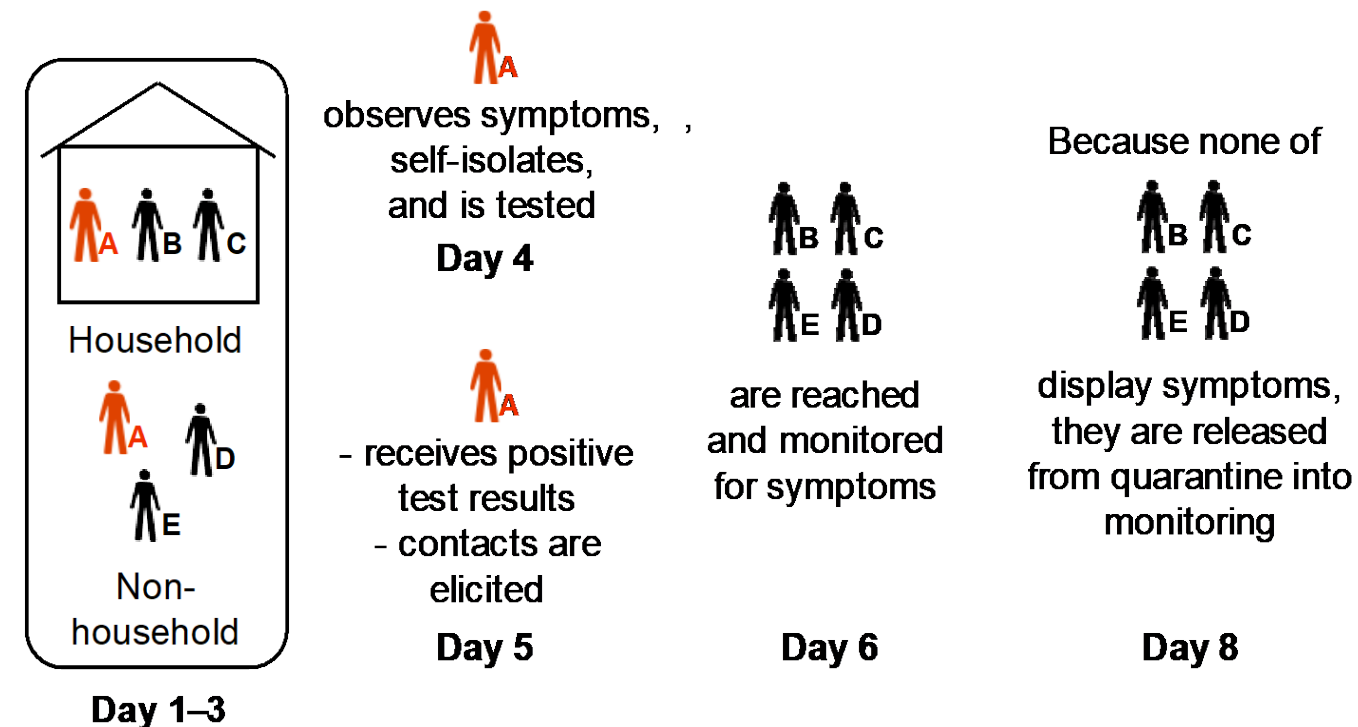 A B C
Household
A D
E
Non-
household
Day 1–3
A
observes symptoms, ,
self-isolates,
and is tested
Day 4
A
- receives positive
test results
- contacts are
elicited
Day 5
B C
E D
are reached
and monitored
for symptoms
Day 6
Because none of
B C
E D
display symptoms,
they are released
from quarantine into
monitoring
Day 8